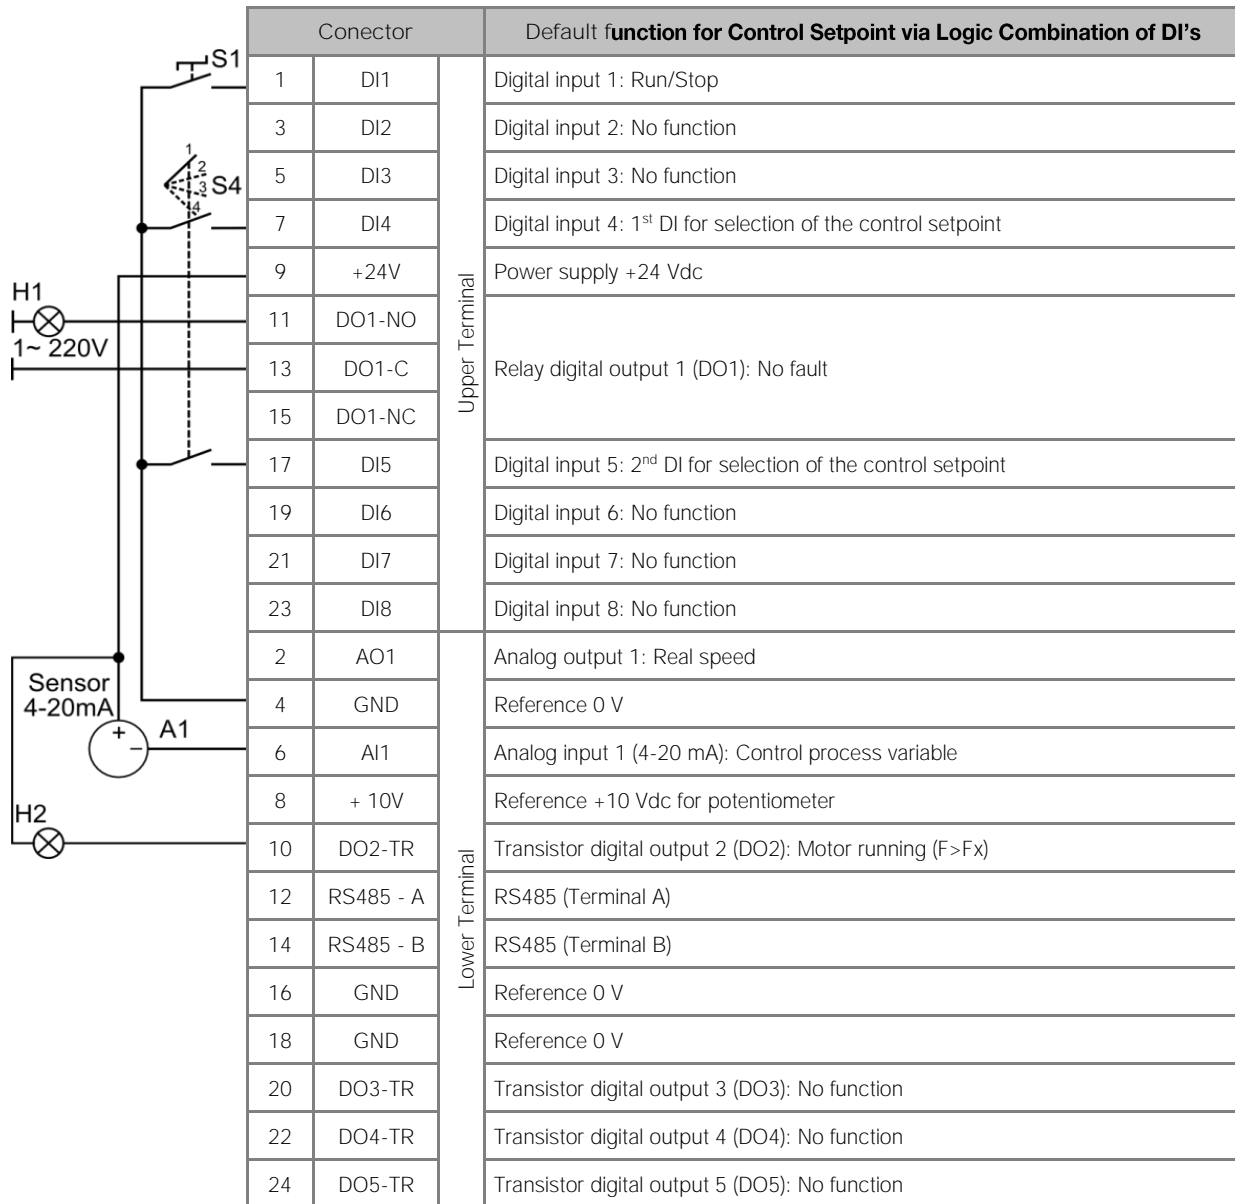 Conector Default function for Control Setpoint via Logic Combination of DI's
S1
1 DI1 Digital input 1: Run/Stop
3 DI2 Digital input 2: No function
1
2
3
4
S4
5 DI3 Digital input 3: No function
7 DI4 Digital input 4: 1st DI for selection of the control setpoint
9 +24V Power supply +24 Vdc
H1
11 DO1-NO
1~ 220V
13 DO1-C Relay digital output 1 (DO1): No fault
15 DO1-NC
Upper Terminal
17 DI5 Digital input 5: 2nd DI for selection of the control setpoint
19 DI6 Digital input 6: No function
21 DI7 Digital input 7: No function
23 DI8 Digital input 8: No function
2 AO1 Analog output 1: Real speed
Sensor
4-20mA
4 GND Reference 0 V
+
−
A1
6 AI1 Analog input 1 (4-20 mA): Control process variable
8 + 10V Reference +10 Vdc for potentiometer
H2
10 DO2-TR Transistor digital output 2 (DO2): Motor running (F>Fx)
12 RS485 - A RS485 (Terminal A)
14 RS485 - B RS485 (Terminal B)
Lower Terminal
16 GND Reference 0 V
18 GND Reference 0 V
20 DO3-TR Transistor digital output 3 (DO3): No function
22 DO4-TR Transistor digital output 4 (DO4): No function
24 DO5-TR Transistor digital output 5 (DO5): No function